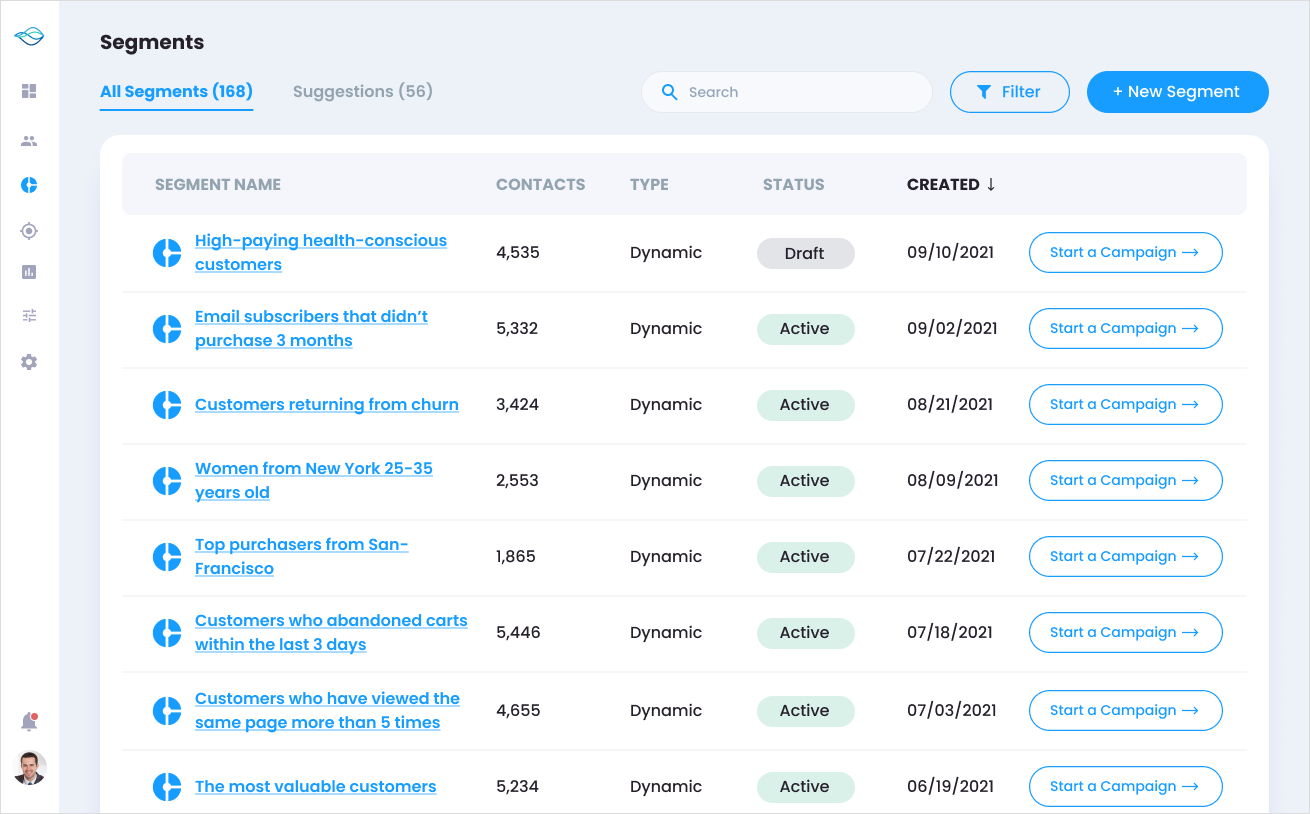 Segments
All Segments (168) Suggestions (56) Search Filter + New Segment
SEGMENT NAME CONTACTS TYPE STATUS CREATED ↓
High-paying health-conscious
customers
4,535 Dynamic Draft 09/10/2021 Start a Campaign →
Email subscribers that didn’t
purchase 3 months
5,332 Dynamic Active 09/02/2021 Start a Campaign →
Customers returning from churn 3,424 Dynamic Active 08/21/2021 Start a Campaign →
Women from New York 25-35
years old
2,553 Dynamic Active 08/09/2021 Start a Campaign →
Top purchasers from San-
Francisco
1,865 Dynamic Active 07/22/2021 Start a Campaign →
Customers who abandoned carts
within the last 3 days
5,446 Dynamic Active 07/18/2021 Start a Campaign →
Customers who have viewed the
same page more than 5 times
4,655 Dynamic Active 07/03/2021 Start a Campaign →
The most valuable customers 5,234 Dynamic Active 06/19/2021 Start a Campaign →